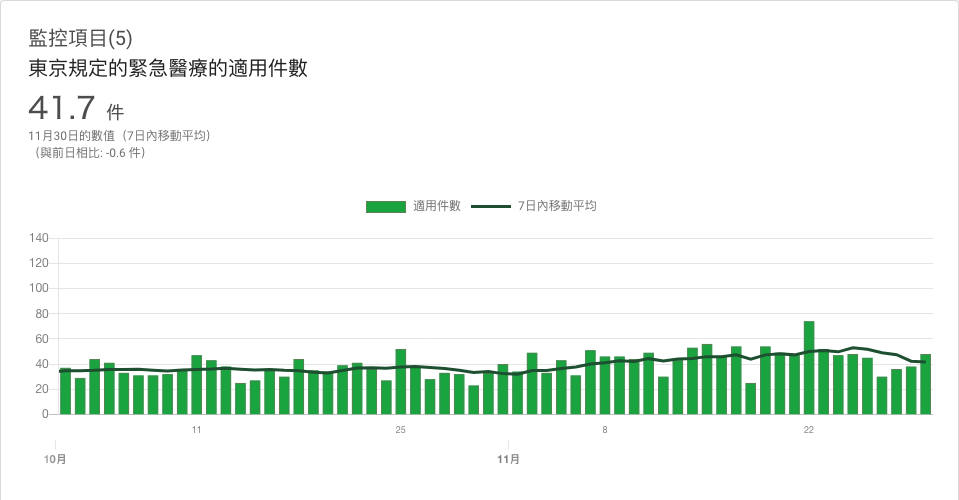 監控項目(5)
東京規定的緊急醫療的適用件數
41.7 件
11月30日的數值（7日內移動平均）
（與前日相比: -0.6 件）
適用件數 7日內移動平均
140
120
100
80
60
40
20
0
11 25 8 22
10月 11月